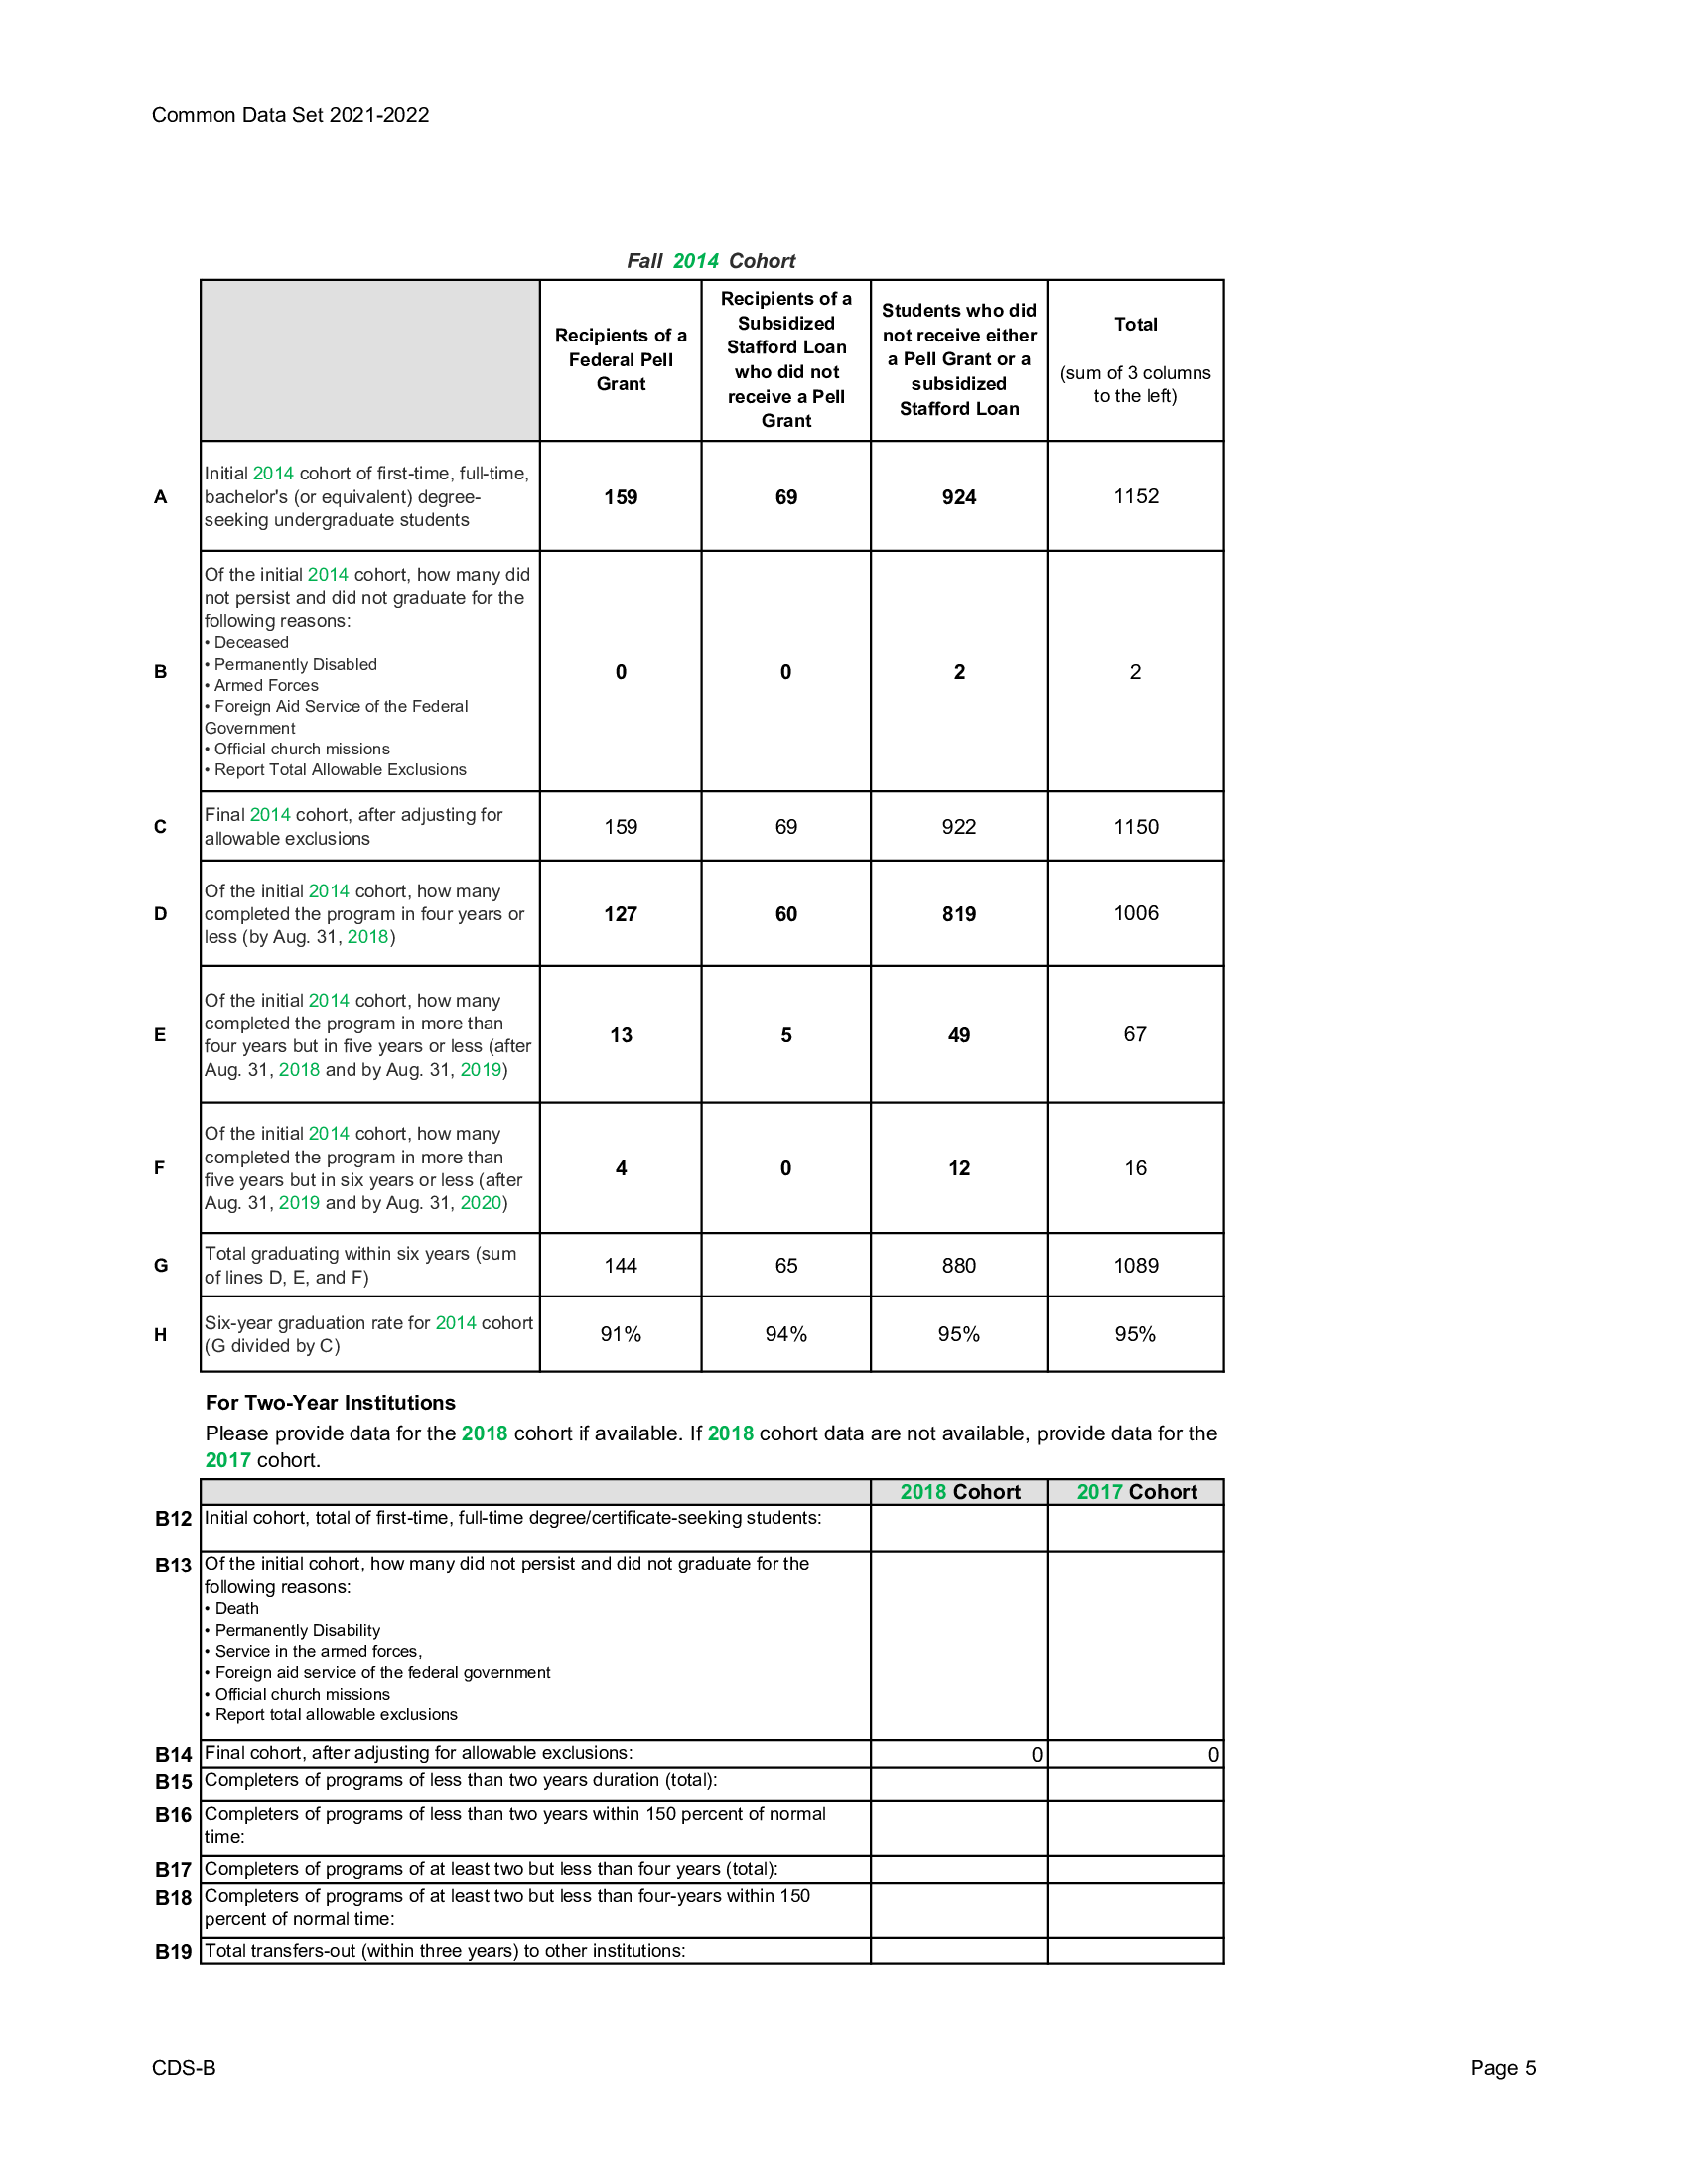 Common Data Set 2021-2022
Fall 2014 Cohort
Recipients of a
Federal Pell
Grant
Recipients of a
Subsidized
Stafford Loan
who did not
receive a Pell
Grant
Students who did
not receive either
a Pell Grant or a
subsidized
Stafford Loan
Total
(sum of 3 columns
to the left)
A
Initial 2014 cohort of first-time, full-time,
bachelor's (or equivalent) degree-
seeking undergraduate students
159
69
924
1152
B
Of the initial 2014 cohort, how many did
not persist and did not graduate for the
following reasons:
• Deceased
• Permanently Disabled
• Armed Forces
• Foreign Aid Service of the Federal
Government
• Official church missions
• Report Total Allowable Exclusions
0
0
2
2
C
Final 2014 cohort, after adjusting for
allowable exclusions
159
69
922
1150
D
Of the initial 2014 cohort, how many
completed the program in four years or
less (by Aug. 31, 2018)
127
60
819
1006
E
Of the initial 2014 cohort, how many
completed the program in more than
four years but in five years or less (after
Aug. 31, 2018 and by Aug. 31, 2019)
13
5
49
67
F
Of the initial 2014 cohort, how many
completed the program in more than
five years but in six years or less (after
Aug. 31, 2019 and by Aug. 31, 2020)
4
0
12
16
G
Total graduating within six years (sum
of lines D, E, and F)
144
65
880
1089
H
Six-year graduation rate for 2014 cohort
(G divided by C)
91%
94%
95%
95%
For Two-Year Institutions
Please provide data for the 2018 cohort if available. If 2018 cohort data are not available, provide data for the
2017 cohort.
2018 Cohort
2017 Cohort
B12
Initial cohort, total of first-time, full-time degree/certificate-seeking students:
B13
Of the initial cohort, how many did not persist and did not graduate for the
following reasons:
• Death
• Permanently Disability
• Service in the armed forces,
• Foreign aid service of the federal government
• Official church missions
• Report total allowable exclusions
B14
Final cohort, after adjusting for allowable exclusions:
0
0
B15
Completers of programs of less than two years duration (total):
B16
Completers of programs of less than two years within 150 percent of normal
time:
B17
Completers of programs of at least two but less than four years (total):
B18
Completers of programs of at least two but less than four-years within 150
percent of normal time:
B19
Total transfers-out (within three years) to other institutions:
CDS-B
Page 5